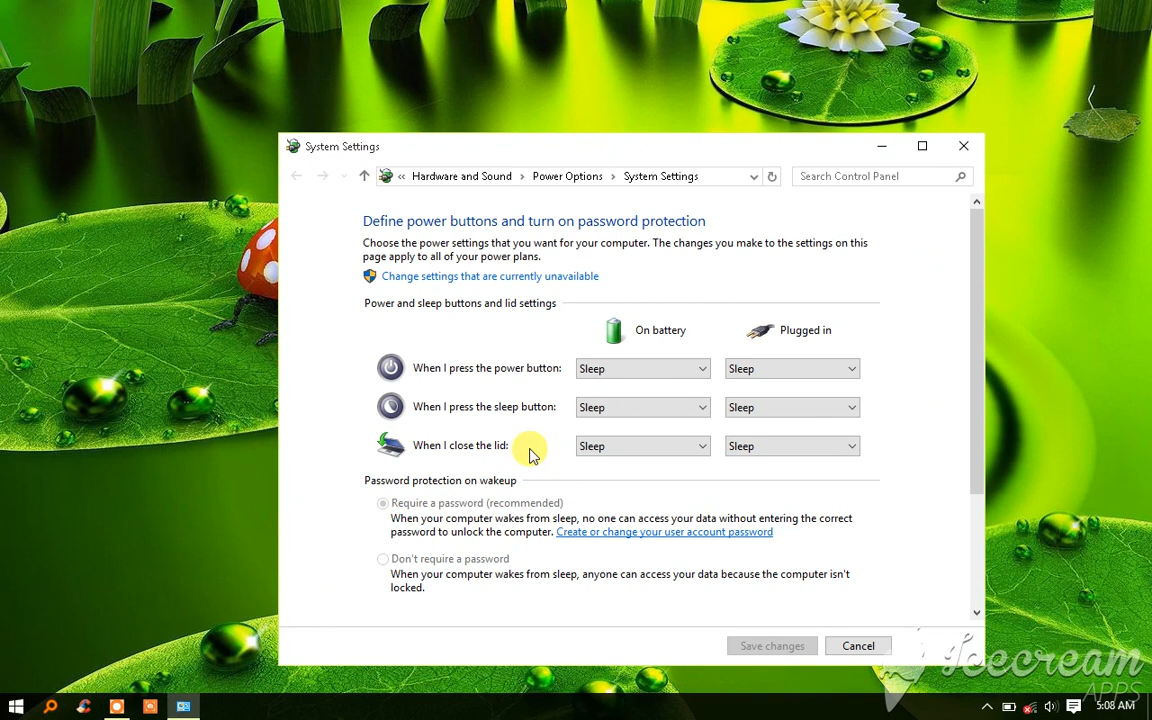 System Settings
« Hardware and Sound > Power Options > System Settings
Search Control Panel
Define power buttons and turn on password protection
Choose the power settings that you want for your computer. The changes you make to the settings on this
page apply to all of your power plans.
Change settings that are currently unavailable
Power and sleep buttons and lid settings
On battery Plugged in
When I press the power button: Sleep Sleep
When I press the sleep button: Sleep Sleep
When I close the lid: Sleep Sleep
Password protection on wakeup
Require a password (recommended)
When your computer wakes from sleep, no one can access your data without entering the correct
password to unlock the computer. Create or change your user account password
Don't require a password
When your computer wakes from sleep, anyone can access your data because the computer isn't
locked.
Save changes Cancel
Icecream
APPS
5:08 AM